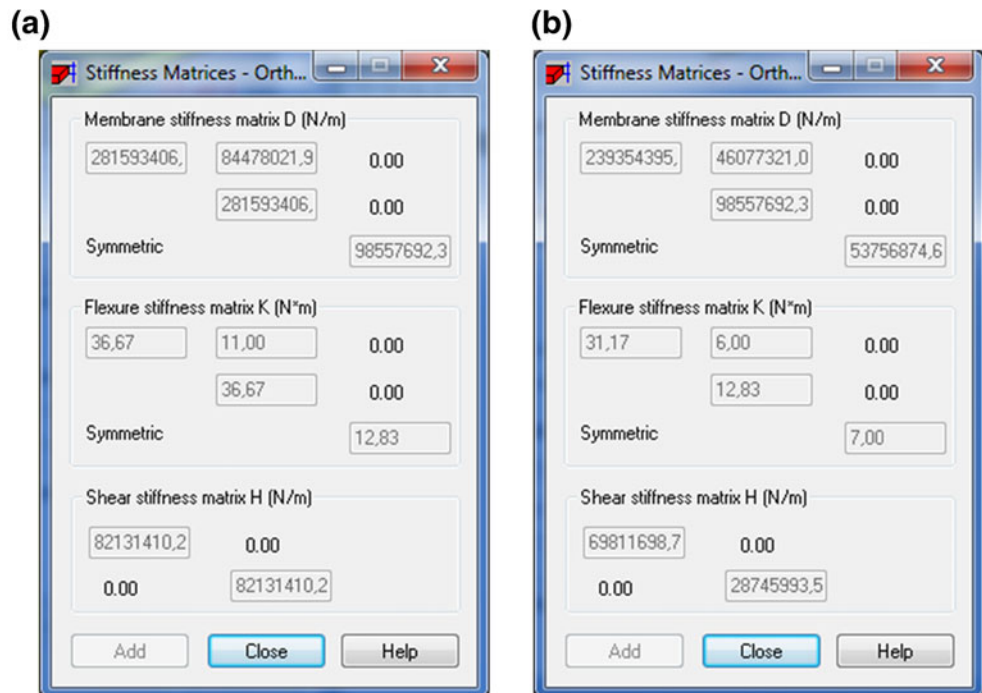 (a)
Stiffness Matrices - Orth...
Membrane stiffness matrix D (N/m)
281593406, 84478021,9 0.00
281593406, 0.00
Symmetric 98557692,3
Flexure stiffness matrix K (N*m)
36,67 11,00 0.00
36,67 0.00
Symmetric 12,83
Shear stiffness matrix H (N/m)
82131410,2 0.00
0.00 82131410,2
Add Close Help
(b)
Stiffness Matrices - Orth...
Membrane stiffness matrix D (N/m)
239354395, 46077321,0 0.00
98557692,3 0.00
Symmetric 53756874,6
Flexure stiffness matrix K (N*m)
31,17 6,00 0.00
12,83 0.00
Symmetric 7,00
Shear stiffness matrix H (N/m)
69811698,7 0.00
0.00 28745993,5
Add Close Help